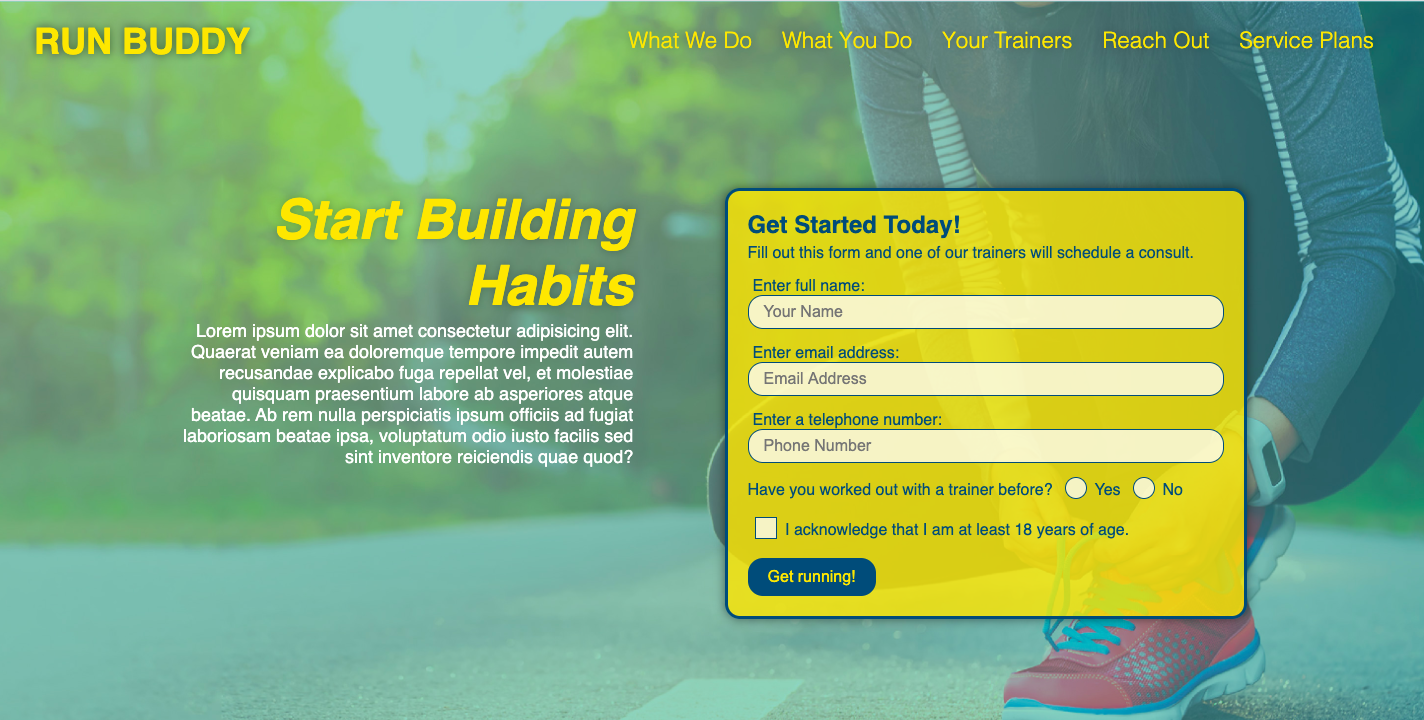 RUN BUDDY
What We Do
What You Do
Your Trainers
Reach Out
Service Plans
Start Building
Habits
Lorem ipsum dolor sit amet consectetur adipisicing elit.
Quaerat veniam ea doloremque tempore impedit autem
recusandae explicabo fuga repellat vel, et molestiae
quisquam praesentium labore ab asperiores atque
beatae. Ab rem nulla perspiciatis ipsum officiis ad fugiat
laboriosam beatae ipsa, voluptatum odio iusto facilis sed
sint inventore reiciendis quae quod?
Get Started Today!
Fill out this form and one of our trainers will schedule a consult.
Enter full name:
Your Name
Enter email address:
Email Address
Enter a telephone number:
Phone Number
Have you worked out with a trainer before? Yes No
I acknowledge that I am at least 18 years of age.
Get running!